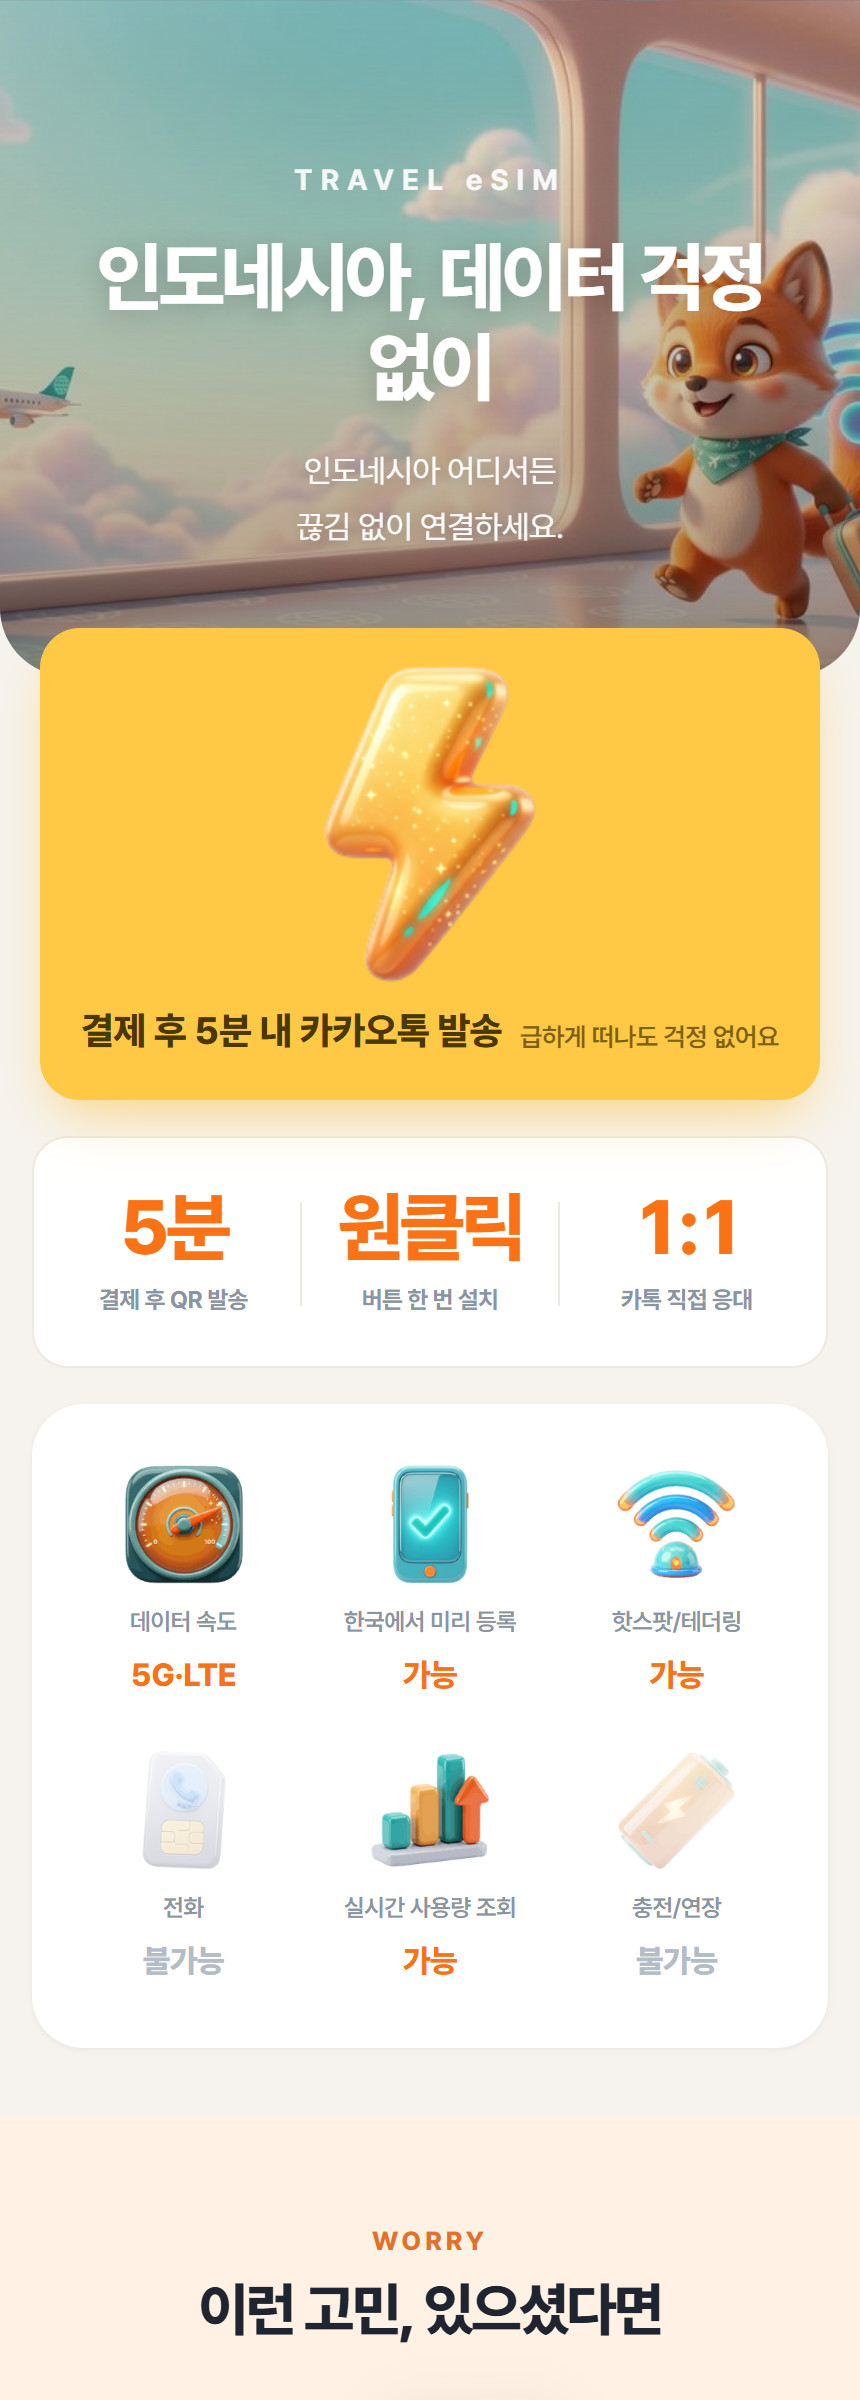 TRAVEL eSIM
인도네시아, 데이터 걱정
없이
인도네시아 어디서든
끊김 없이 연결하세요.
결제 후 5분 내 카카오톡 발송 급하게 떠나도 걱정 없어요
5분 원클릭 1:1
결제 후 QR 발송 버튼 한 번 설치 카톡 직접 응대
0 100
데이터 속도 한국에서 미리 등록 핫스팟/테더링
5G·LTE 가능 가능
전화 실시간 사용량 조회 충전/연장
불가능 가능 불가능
WORRY
이런 고민, 있으셨다면